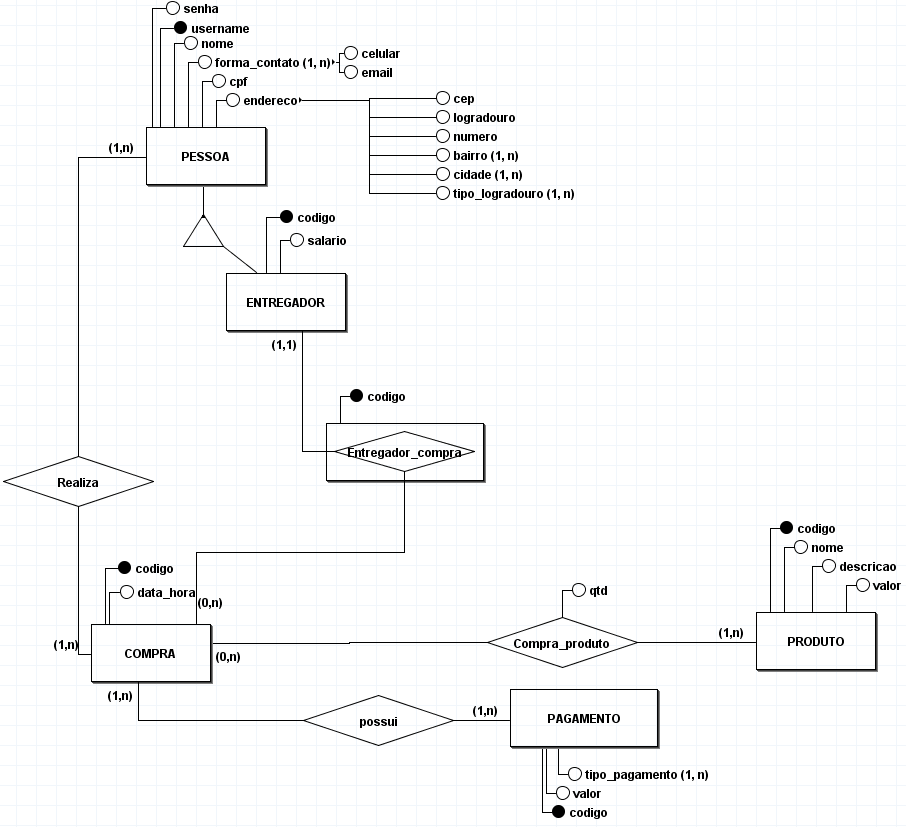 senha
username
nome
forma_contato (1, n)
celular
email
cpf
endereco
cep
logradouro
numero
bairro (1, n)
cidade (1, n)
tipo_logradouro (1, n)
(1,n)
PESSOA
codigo
salario
ENTREGADOR
(1,1)
codigo
Entregador_compra
Realiza
codigo
data_hora
(0,n)
(1,n)
COMPRA
(0,n)
(1,n)
qtd
Compra_produto
(1,n)
codigo
nome
descricao
valor
PRODUTO
possui
(1,n)
PAGAMENTO
tipo_pagamento (1, n)
valor
codigo